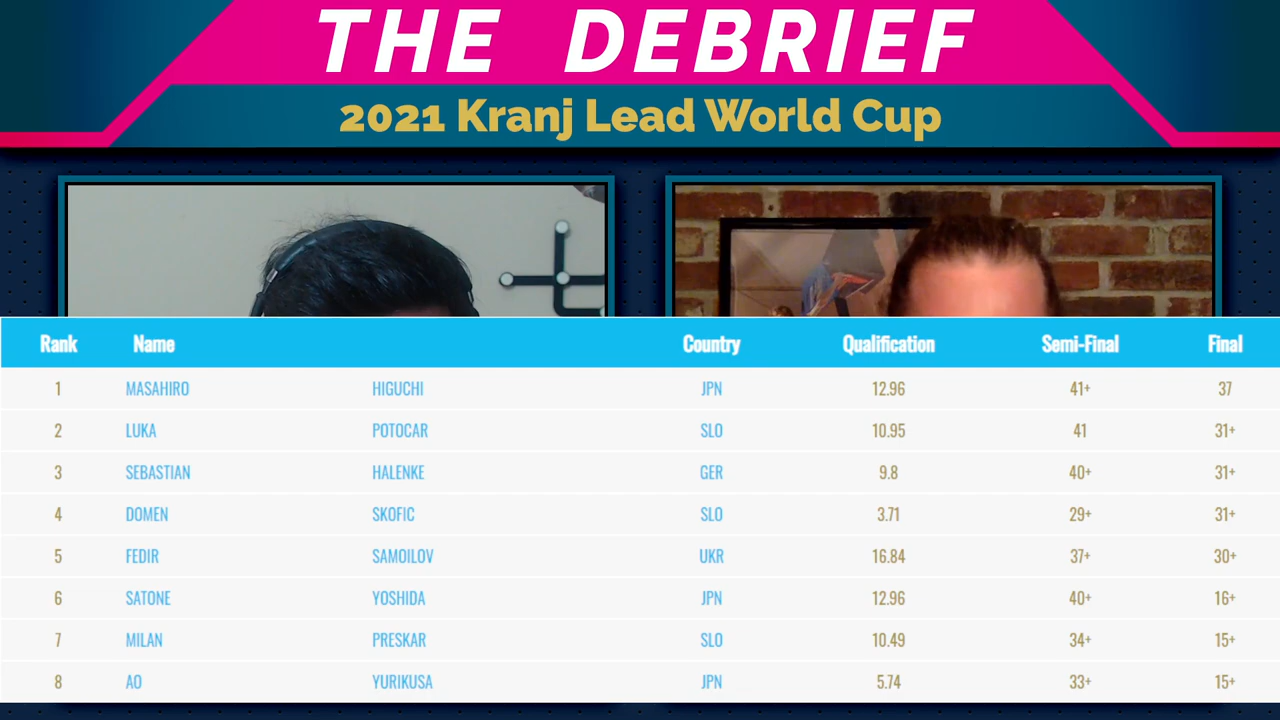 THE DEBRIEF
2021 Kranj Lead World Cup
Rank Name Country Qualification Semi-Final Final
1 MASAHIRO HIGUCHI JPN 12.96 41+ 37
2 LUKA POTOCAR SLO 10.95 41 31+
3 SEBASTIAN HALENKE GER 9.8 40+ 31+
4 DOMEN SKOFIC SLO 3.71 29+ 31+
5 FEDIR SAMOILOV UKR 16.84 37+ 30+
6 SATONE YOSHIDA JPN 12.96 40+ 16+
7 MILAN PRESKAR SLO 10.49 34+ 15+
8 AO YURIKUSA JPN 5.74 33+ 15+